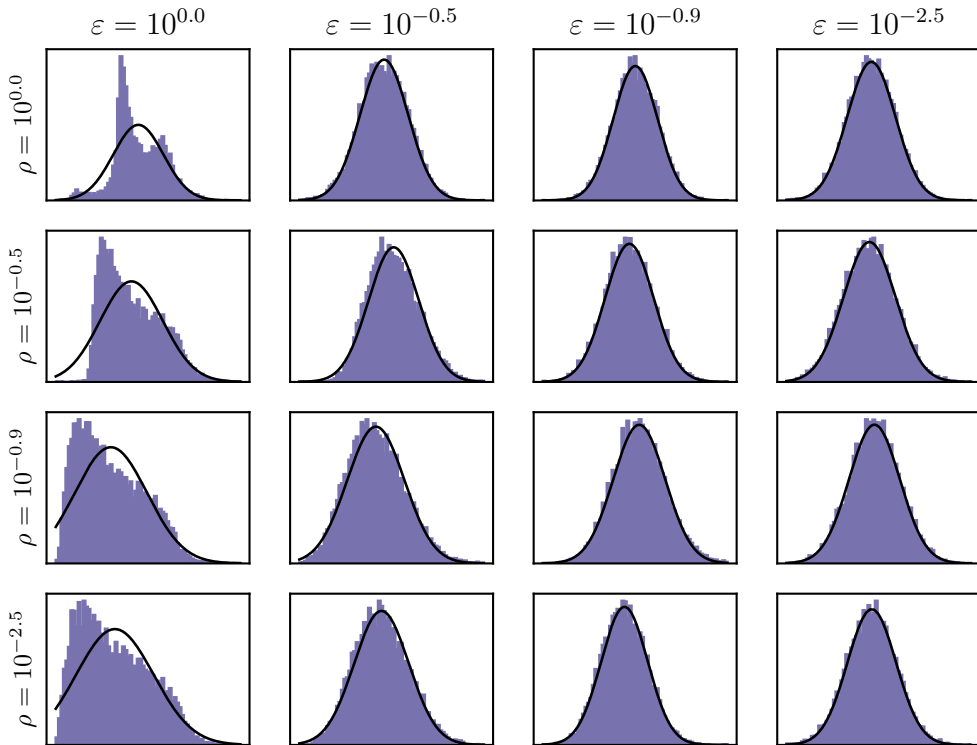 ε = 10^0.0 ε = 10^−0.5 ε = 10^−0.9 ε = 10^−2.5
ρ = 10^0.0
ρ = 10^−0.5
ρ = 10^−0.9
ρ = 10^−2.5